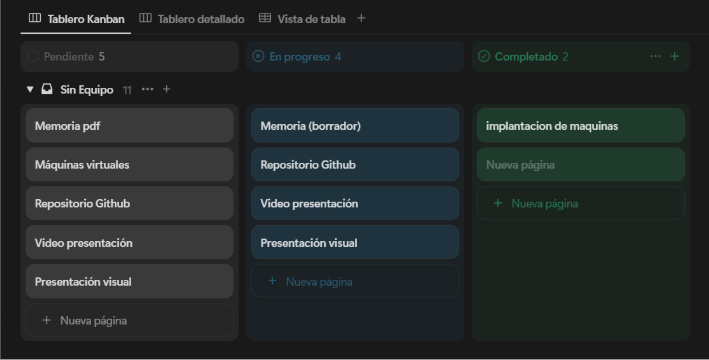 Tablero Kanban
Tablero detallado
Vista de tabla
Pendiente 5
En progreso 4
Completado 2
Sin Equipo 11
Memoria pdf
Máquinas virtuales
Repositorio Github
Video presentación
Presentación visual
Nueva página
Memoria (borrador)
Repositorio Github
Video presentación
Presentación visual
Nueva página
implantacion de maquinas
Nueva página
Nueva página